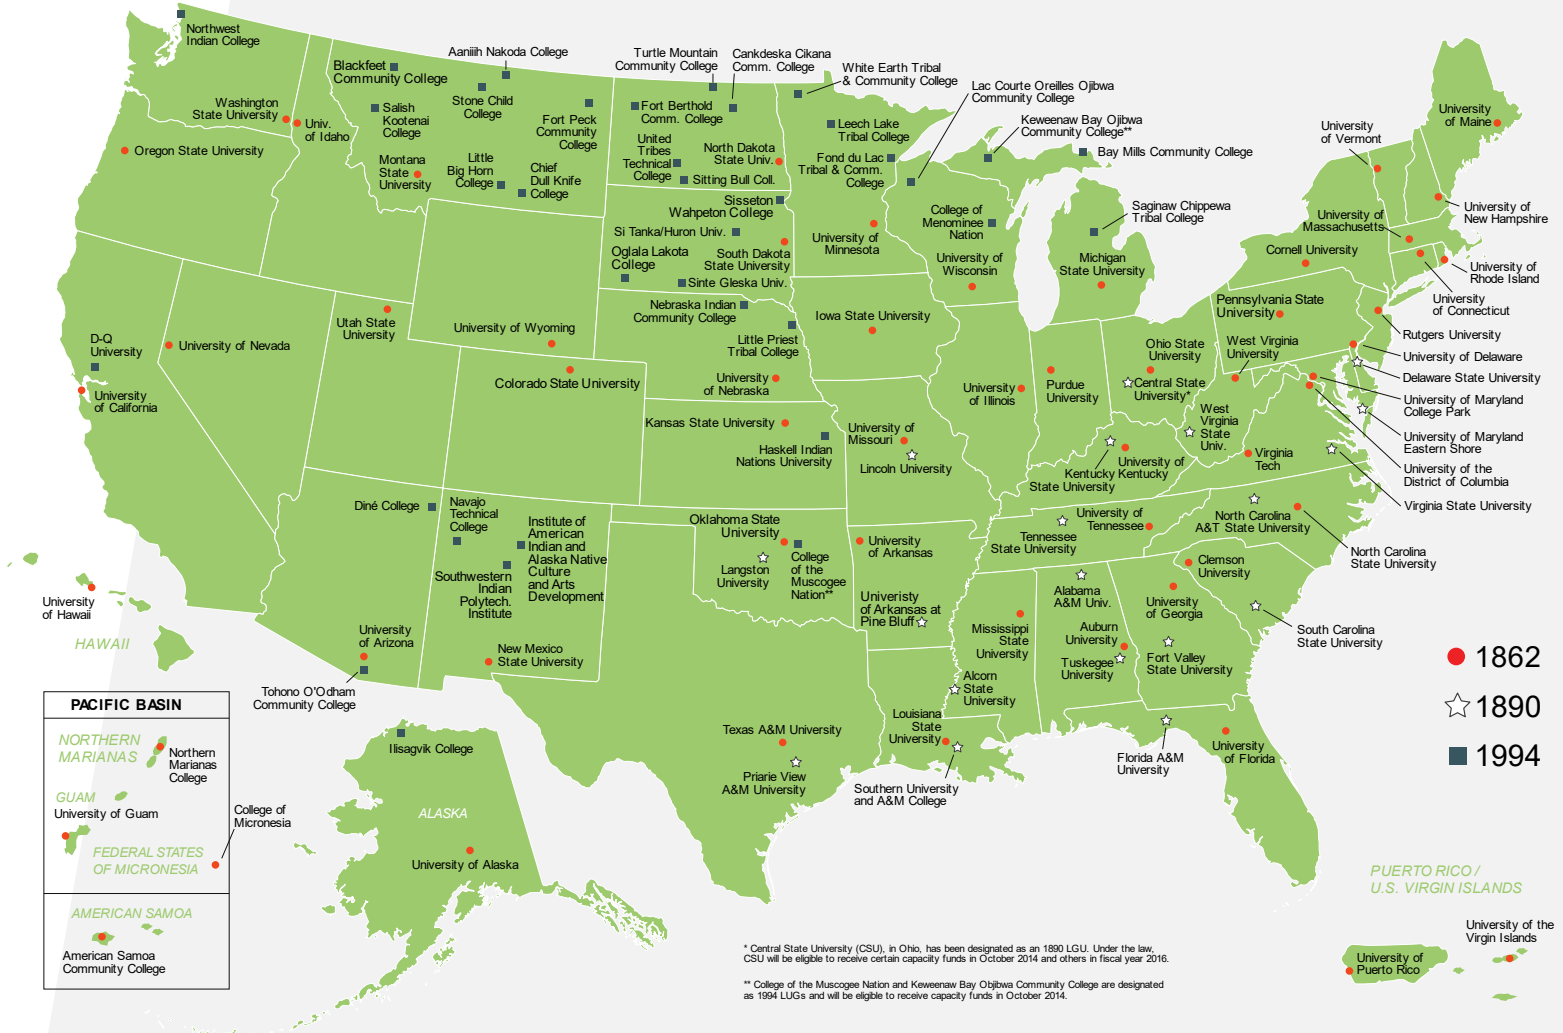 Northwest
Indian College
Washington
State University
Univ.
of Idaho
Oregon State University
Blackfeet
Community College
Aaniiih Nakoda College
Stone Child
College
Salish
Kootenai
College
Fort Peck
Community
College
Montana
State
University
Little
Big Horn
College
Chief
Dull Knife
College
Turtle Mountain
Community College
Cankdeska Cikana
Comm. College
Fort Berthold
Comm. College
United
Tribes
Technical
College
North Dakota
State Univ.
Sitting Bull Coll.
White Earth Tribal
& Community College
Leech Lake
Tribal College
Fond du Lac
Tribal & Comm.
College
Lac Courte Oreilles Ojibwa
Community College
Keweenaw Bay Ojibwa
Community College**
Bay Mills Community College
Saginaw Chippewa
Tribal College
Michigan
State University
Sisseton
Wahpeton College
Si Tanka/Huron Univ.
Oglala Lakota
College
South Dakota
State University
Sinte Gleska Univ.
University of
Minnesota
College of
Menominee
Nation
University of
Wisconsin
Nebraska Indian
Community College
Little Priest
Tribal College
University
of Nebraska
Iowa State University
University
of Vermont
University
of Maine
University of
New Hampshire
University of
Massachusetts
Cornell University
University of
Rhode Island
University
of Connecticut
Pennsylvania State
University
Rutgers University
University of Delaware
Delaware State University
University of Maryland
College Park
University of Maryland
Eastern Shore
University of the
District of Columbia
Virginia State University
West Virginia
University
Ohio State
University
Central State
University*
West
Virginia
State
Univ.
Virginia
Tech
University
of Illinois
Purdue
University
Kentucky
State University
University of
Kentucky
D-Q
University
University
of California
University of Nevada
Utah State
University
University of Wyoming
Colorado State University
Kansas State University
Haskell Indian
Nations University
University of
Missouri
Lincoln University
Diné College
Navajo
Technical
College
Institute of
American
Indian and
Alaska Native
Culture
and Arts
Development
Southwestern
Indian
Polytech.
Institute
University
of Arizona
Tohono O'Odham
Community College
New Mexico
State University
Oklahoma State
University
Langston
University
College
of the
Muscogee
Nation**
University
of Arkansas
Univeristy
of Arkansas at
Pine Bluff
Tennessee
State University
University of
Tennessee
North Carolina
A&T State University
North Carolina
State University
Clemson
University
South Carolina
State University
Alabama
A&M Univ.
University
of Georgia
Mississippi
State
University
Auburn
University
Tuskegee
University
Fort Valley
State University
Alcorn
State
University
Louisiana
State
University
Southern University
and A&M College
Texas A&M University
Priarie View
A&M University
Florida A&M
University
University
of Florida
University
of Hawaii
HAWAII
PACIFIC BASIN
NORTHERN
MARIANAS
Northern
Marianas
College
GUAM
University of Guam
College of
Micronesia
FEDERAL STATES
OF MICRONESIA
AMERICAN SAMOA
American Samoa
Community College
Ilisagvik College
ALASKA
University of Alaska
1862
1890
1994
PUERTO RICO /
U.S. VIRGIN ISLANDS
University of the
Virgin Islands
University of
Puerto Rico
* Central State University (CSU), in Ohio, has been designated as an 1890 LGU. Under the law,
CSU will be eligible to receive certain capacity funds in October 2014 and others in fiscal year 2016.
** College of the Muscogee Nation and Keweenaw Bay Objibwa Community College are designated
as 1994 LUGs and will be eligible to receive capacity funds in October 2014.